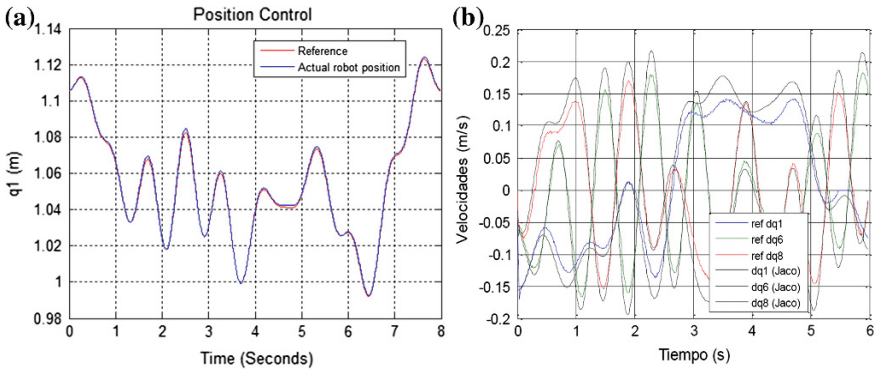 (a)
Position Control
1.14
1.12
1.1
1.08
1.06
1.04
1.02
1
0.98
q1 (m)
0 1 2 3 4 5 6 7 8
Time (Seconds)
Reference
Actual robot position
(b)
0.25
0.2
0.15
0.1
0.05
0
-0.05
-0.1
-0.15
-0.2
Velocidades (m/s)
0 1 2 3 4 5 6
Tiempo (s)
ref dq1
ref dq6
ref dq8
dq1 (Jaco)
dq6 (Jaco)
dq8 (Jaco)